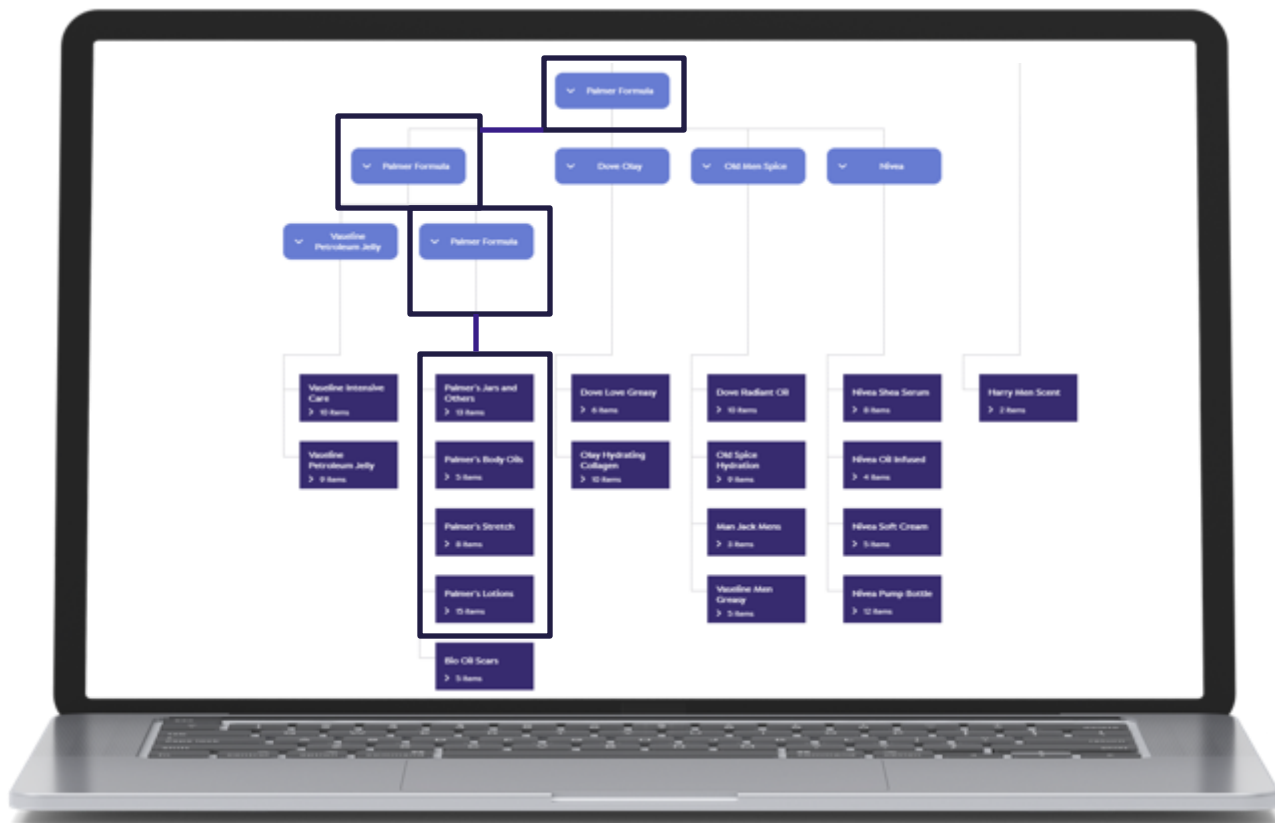 Palmer Formula
Palmer Formula
Dove Olay
Old Men Spice
Nivea
Vaseline
Petroleum Jelly
Palmer Formula
Vaseline Intensive
Care
10 items
Vaseline
Petroleum Jelly
9 items
Palmer's Jars and
Others
13 items
Palmer's Body Oils
5 items
Palmer's Stretch
8 items
Palmer's Lotions
15 items
Bio Oil Scars
5 items
Dove Love Greasy
6 items
Olay Hydrating
Collagen
10 items
Dove Radiant Oil
10 items
Old Spice
Hydration
9 items
Man Jack Mens
3 items
Vaseline Men
Greasy
5 items
Nivea Shea Serum
8 items
Nivea Oil Infused
4 items
Nivea Soft Cream
5 items
Nivea Pump Bottle
12 items
Harry Men Scent
2 items